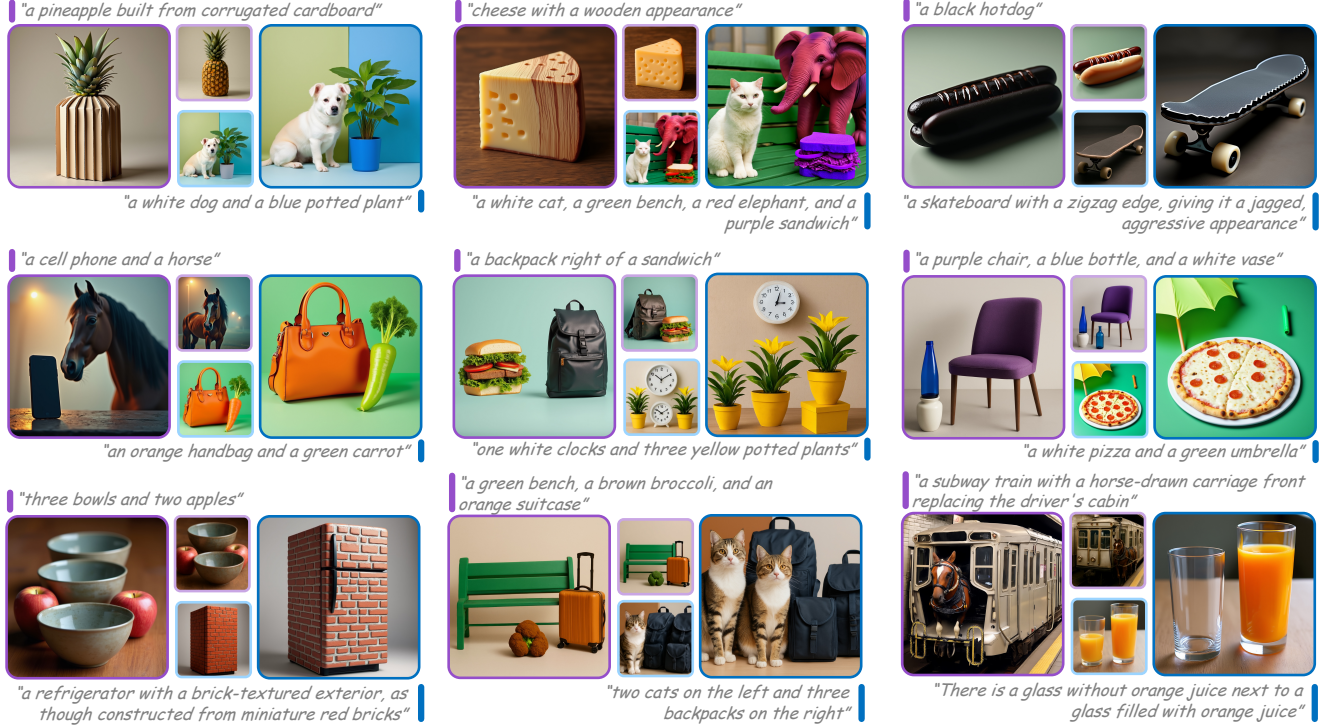 "a pineapple built from corrugated cardboard"
"cheese with a wooden appearance"
"a black hotdog"
"a white dog and a blue potted plant"
"a white cat, a green bench, a red elephant, and a
purple sandwich"
"a skateboard with a zigzag edge, giving it a jagged,
aggressive appearance"
"a cell phone and a horse"
"a backpack right of a sandwich"
"a purple chair, a blue bottle, and a white vase"
"an orange handbag and a green carrot"
"one white clocks and three yellow potted plants"
"a white pizza and a green umbrella"
"three bowls and two apples"
"a green bench, a brown broccoli, and an
orange suitcase"
"a subway train with a horse-drawn carriage front
replacing the driver's cabin"
"a refrigerator with a brick-textured exterior, as
though constructed from miniature red bricks"
"two cats on the left and three
backpacks on the right"
"There is a glass without orange juice next to a
glass filled with orange juice"